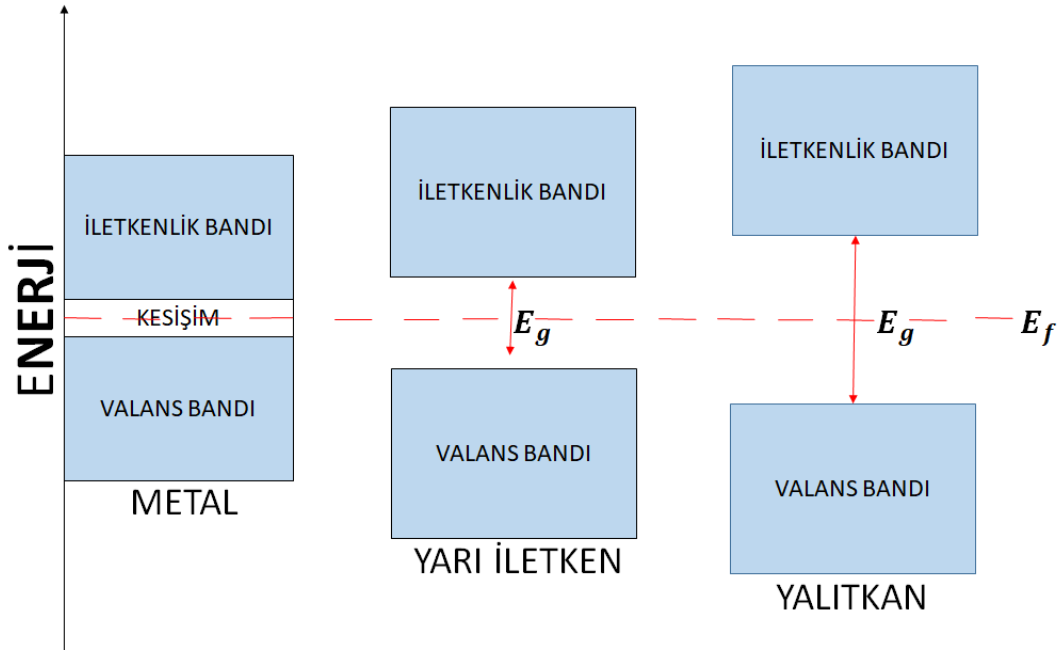 ENERJİ
İLETKENLİK BANDI
KESİŞİM
VALANS BANDI
METAL
İLETKENLİK BANDI
E_g
VALANS BANDI
YARI İLETKEN
İLETKENLİK BANDI
E_g
VALANS BANDI
YALITKAN
E_f